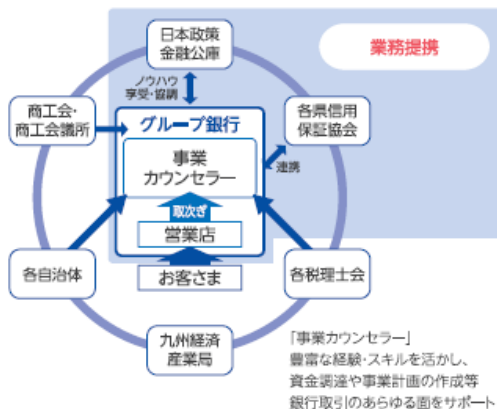 日本政策
金融公庫
業務提携
ノウハウ
享受・協調
商工会・
商工会議所
グループ銀行
各県信用
保証協会
事業
カウンセラー
連携
取次ぎ
営業店
各自治体
お客さま
各税理士会
九州経済
産業局
「事業カウンセラー」
豊富な経験・スキルを活かし、
資金調達や事業計画の作成等
銀行取引のあらゆる面をサポート